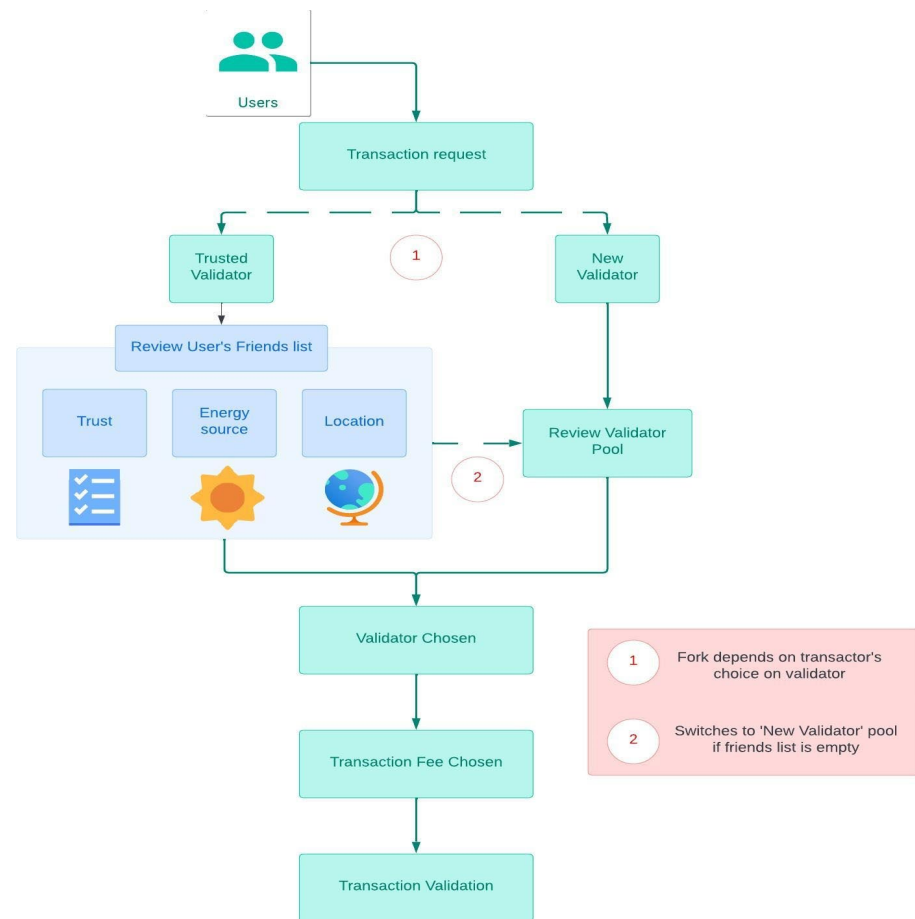 Users
Transaction request
Trusted
Validator
1
New
Validator
Review User's Friends list
Trust
Energy
source
Location
Review Validator
Pool
2
Validator Chosen
1
Fork depends on transactor's
choice on validator
2
Switches to 'New Validator' pool
if friends list is empty
Transaction Fee Chosen
Transaction Validation